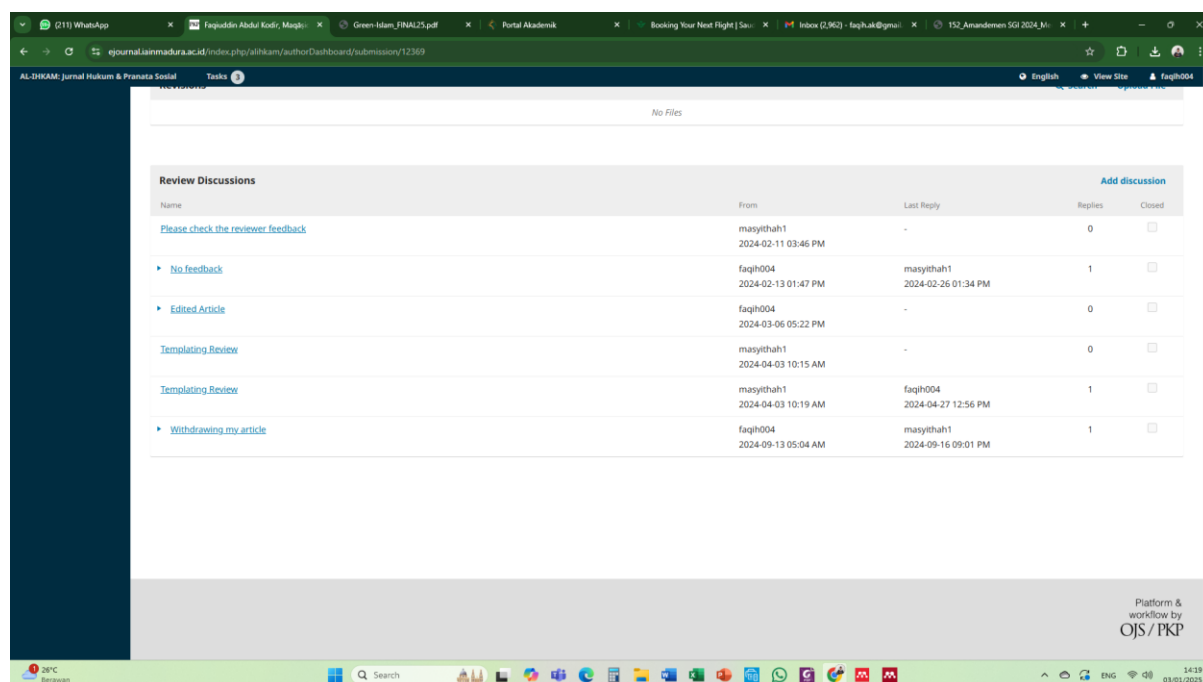 (211) WhatsApp
Faqiuddin Abdul Kodir, Maqāṣi
Green-Islam_FINAL25.pdf
Portal Akademik
Booking Your Next Flight | Sau
Inbox (2,962) - faqih.ak@gmail.
152_Amandemen SGI 2024_M
ejournal.iainmadura.ac.id/index.php/alihkam/authorDashboard/submission/12369
AL-IHKAM: Jurnal Hukum & Pranata Sosial Tasks 3 English View Site faqih004
Revisions Search Upload File
No Files
Review Discussions Add discussion
Name From Last Reply Replies Closed
Please check the reviewer feedback masyithah1 - 0
2024-02-11 03:46 PM
No feedback faqih004 masyithah1 1
2024-02-13 01:47 PM 2024-02-26 01:34 PM
Edited Article faqih004 - 0
2024-03-06 05:22 PM
Templating Review masyithah1 - 0
2024-04-03 10:15 AM
Templating Review masyithah1 faqih004 1
2024-04-03 10:19 AM 2024-04-27 12:56 PM
Withdrawing my article faqih004 masyithah1 1
2024-09-13 05:04 AM 2024-09-16 09:01 PM
Platform &
workflow by
OJS / PKP
1 26°C
Berawan
Search
ENG
14:19
03/01/2025